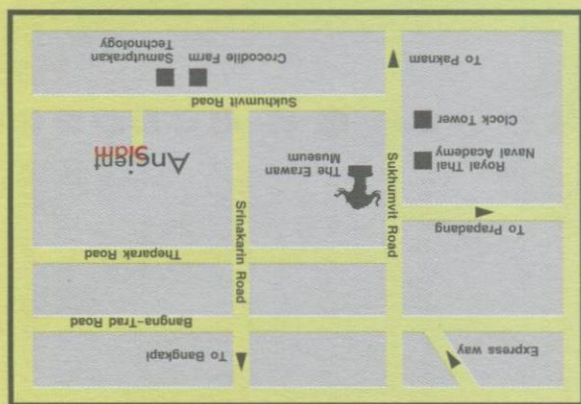 Express way
To Bangkapi
Bangna-Trad Road
To Prapadang
Theparak Road
Sukhumvit Road
Srinakarin Road
Royal Thai
Naval Academy
The Erawan
Museum
Ancient
Siam
Clock Tower
Sukhumvit Road
To Paknam
Crocodile Farm
Samutprakan
Technology